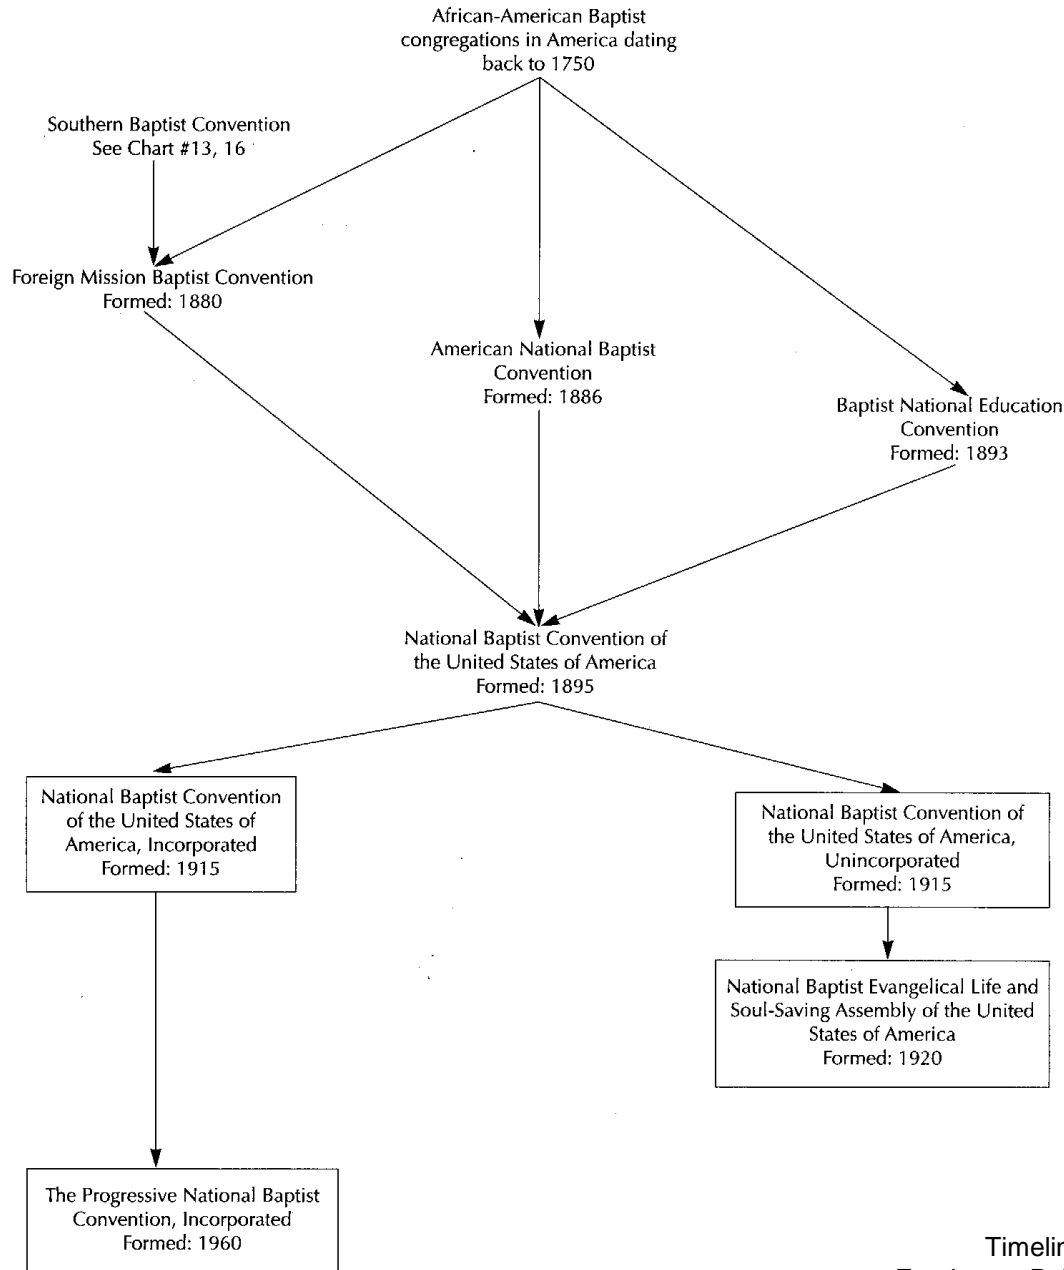 African-American Baptist
congregations in America dating
back to 1750
Southern Baptist Convention
See Chart #13, 16
Foreign Mission Baptist Convention
Formed: 1880
American National Baptist
Convention
Formed: 1886
Baptist National Education
Convention
Formed: 1893
National Baptist Convention of
the United States of America
Formed: 1895
National Baptist Convention
of the United States of
America, Incorporated
Formed: 1915
National Baptist Convention of
the United States of America,
Unincorporated
Formed: 1915
National Baptist Evangelical Life and
Soul-Saving Assembly of the United
States of America
Formed: 1920
The Progressive National Baptist
Convention, Incorporated
Formed: 1960